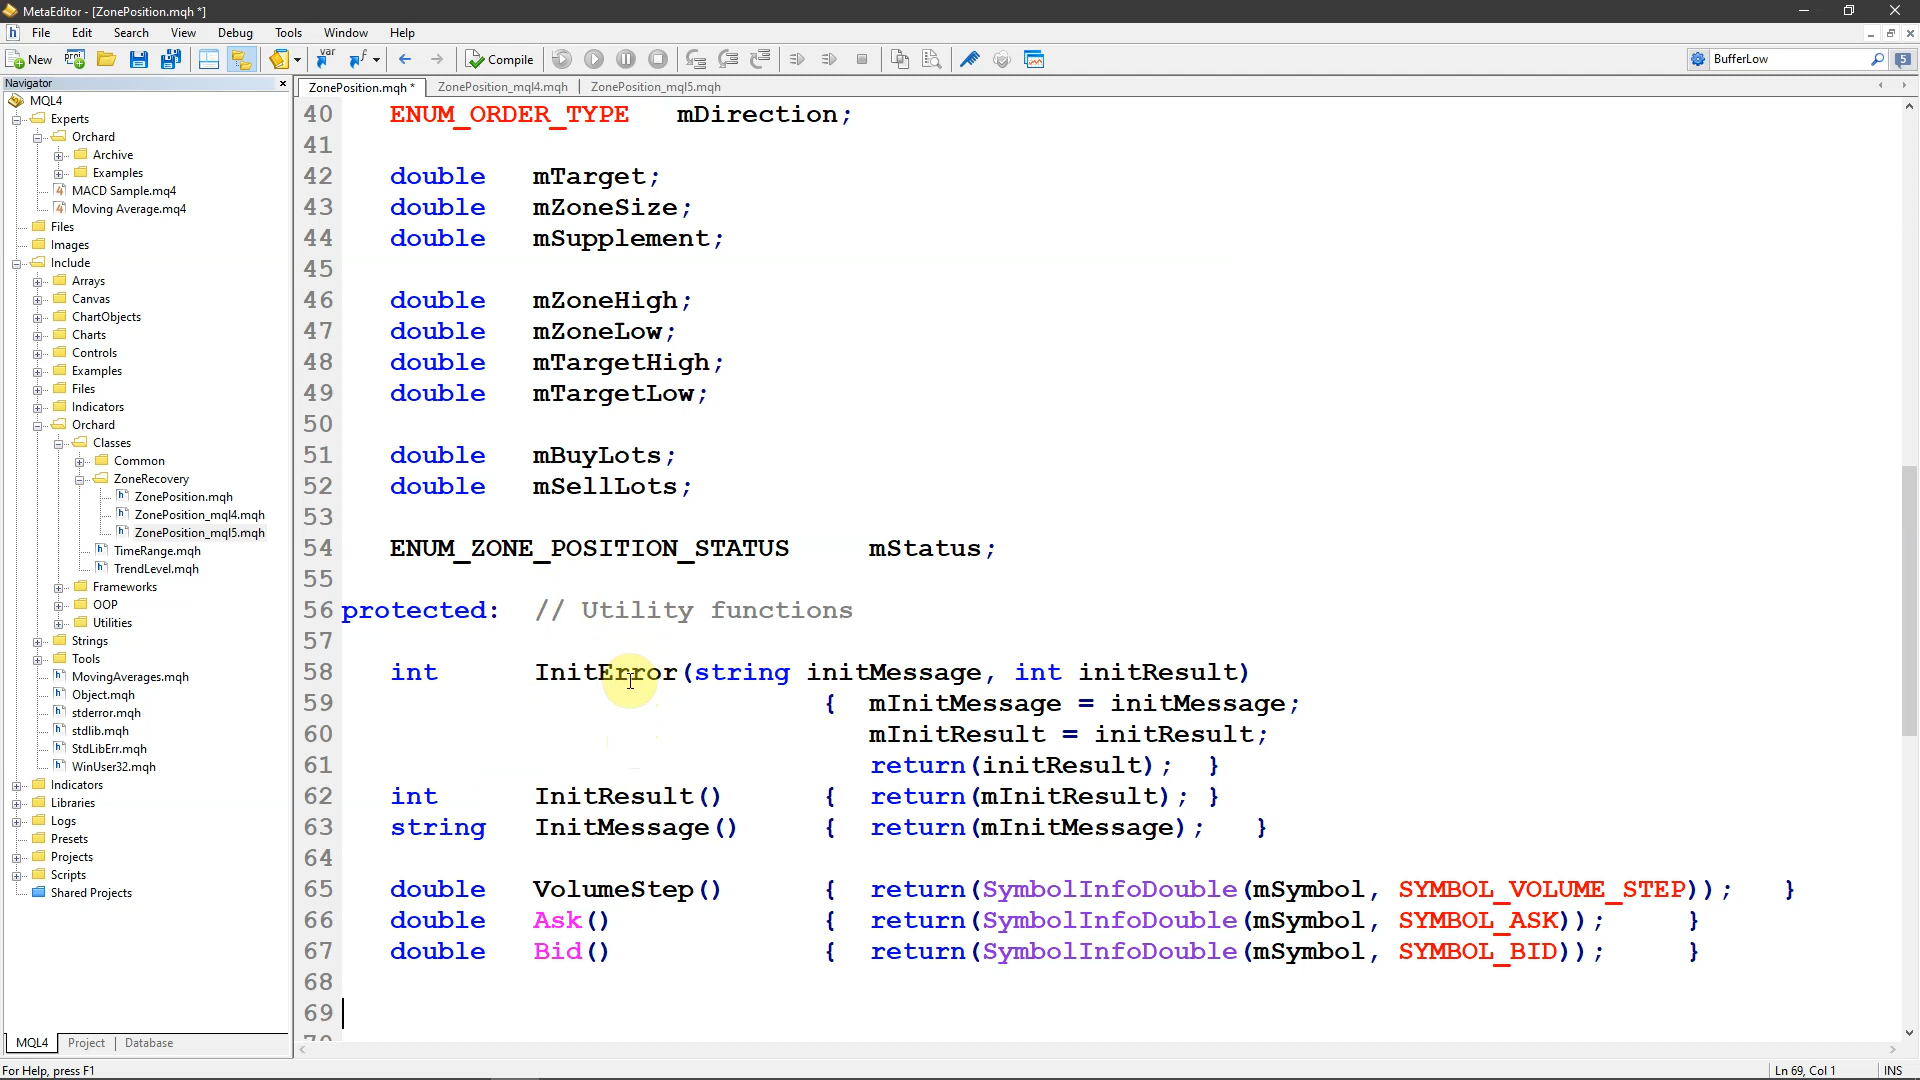 MetaEditor - [ZonePosition.mqh *]
File Edit Search View Debug Tools Window Help
New Compile BufferLow 5
Navigator
ZonePosition.mqh * ZonePosition_mql4.mqh ZonePosition_mql5.mqh
MQL4
Experts
Orchard
Archive
Examples
MACD Sample.mq4
Moving Average.mq4
Files
Images
Include
Arrays
Canvas
ChartObjects
Charts
Controls
Examples
Files
Indicators
Orchard
Classes
Common
ZoneRecovery
ZonePosition.mqh
ZonePosition_mql4.mqh
ZonePosition_mql5.mqh
TimeRange.mqh
TrendLevel.mqh
Frameworks
OOP
Utilities
Strings
Tools
MovingAverages.mqh
Object.mqh
stderror.mqh
stdlib.mqh
StdLibErr.mqh
WinUser32.mqh
Indicators
Libraries
Logs
Presets
Projects
Scripts
Shared Projects
MQL4 Project Database
40 ENUM_ORDER_TYPE mDirection;
41
42 double mTarget;
43 double mZoneSize;
44 double mSupplement;
45
46 double mZoneHigh;
47 double mZoneLow;
48 double mTargetHigh;
49 double mTargetLow;
50
51 double mBuyLots;
52 double mSellLots;
53
54 ENUM_ZONE_POSITION_STATUS mStatus;
55
56 protected: // Utility functions
57
58 int InitError(string initMessage, int initResult)
59 { mInitMessage = initMessage;
60 mInitResult = initResult;
61 return(initResult); }
62 int InitResult() { return(mInitResult); }
63 string InitMessage() { return(mInitMessage); }
64
65 double VolumeStep() { return(SymbolInfoDouble(mSymbol, SYMBOL_VOLUME_STEP)); }
66 double Ask() { return(SymbolInfoDouble(mSymbol, SYMBOL_ASK)); }
67 double Bid() { return(SymbolInfoDouble(mSymbol, SYMBOL_BID)); }
68
69
70
For Help, press F1 Ln 69, Col 1 INS